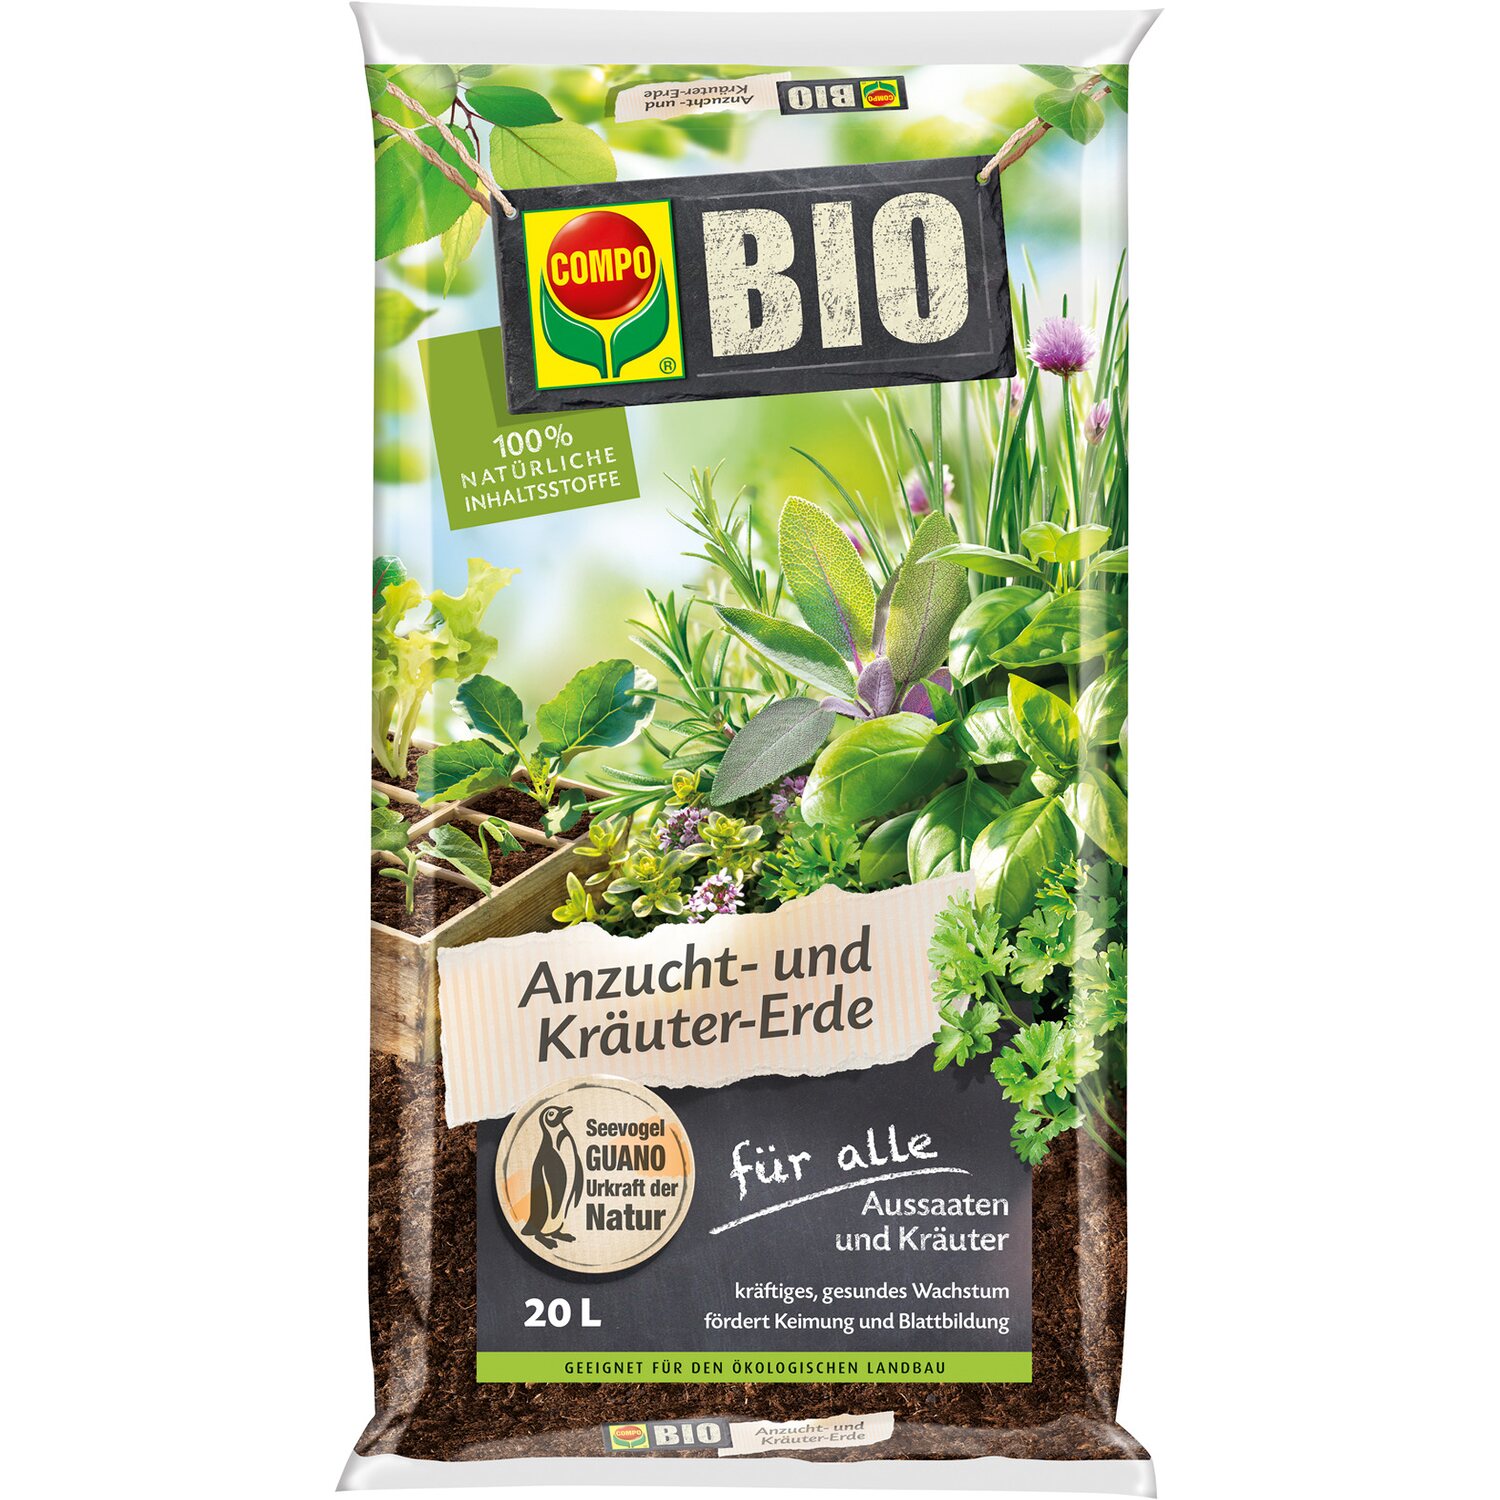 Anzucht- und
Kräuter-Erde
BIO
COMPO
COMPO
®
BIO
100%
NATÜRLICHE
INHALTSSTOFFE
Anzucht- und
Kräuter-Erde
Seevogel
GUANO
Urkraft der
Natur
für alle
Aussaaten
und Kräuter
kräftiges, gesundes Wachstum
fördert Keimung und Blattbildung
20 L
GEEIGNET FÜR DEN ÖKOLOGISCHEN LANDBAU
COMPO
BIO
Anzucht- und
Kräuter-Erde